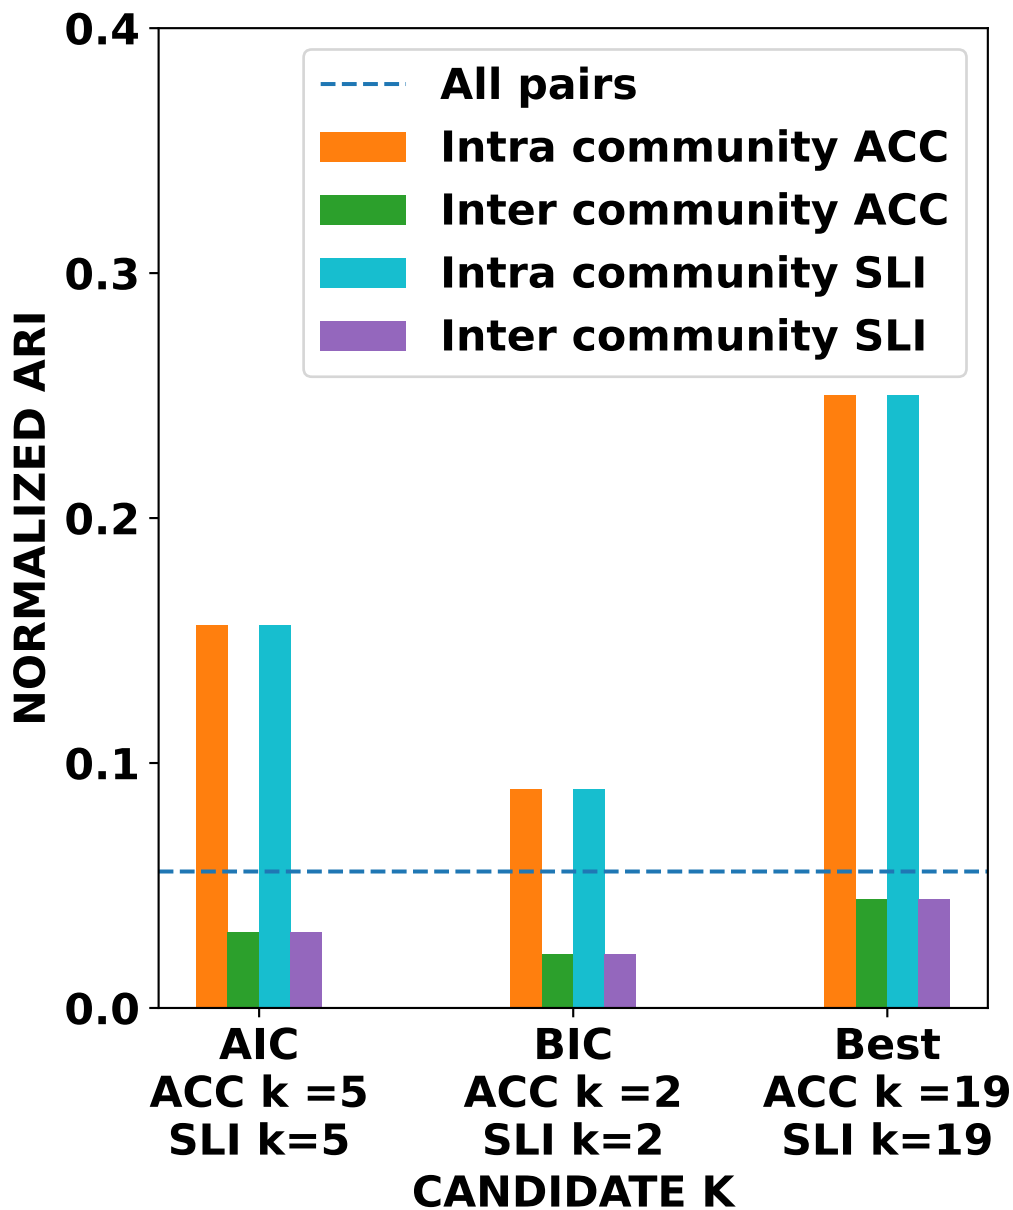 0.4
0.3
0.2
0.1
0.0
NORMALIZED ARI
All pairs
Intra community ACC
Inter community ACC
Intra community SLI
Inter community SLI
AIC
ACC k =5
SLI k=5
BIC
ACC k =2
SLI k=2
Best
ACC k =19
SLI k=19
CANDIDATE K